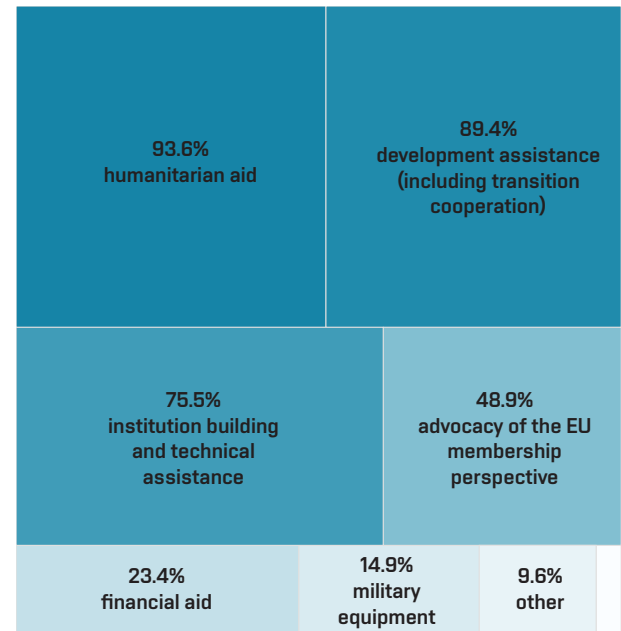 93.6%
humanitarian aid
89.4%
development assistance
(including transition
cooperation)
75.5%
institution building
and technical
assistance
48.9%
advocacy of the EU
membership
perspective
23.4%
financial aid
14.9%
military
equipment
9.6%
other